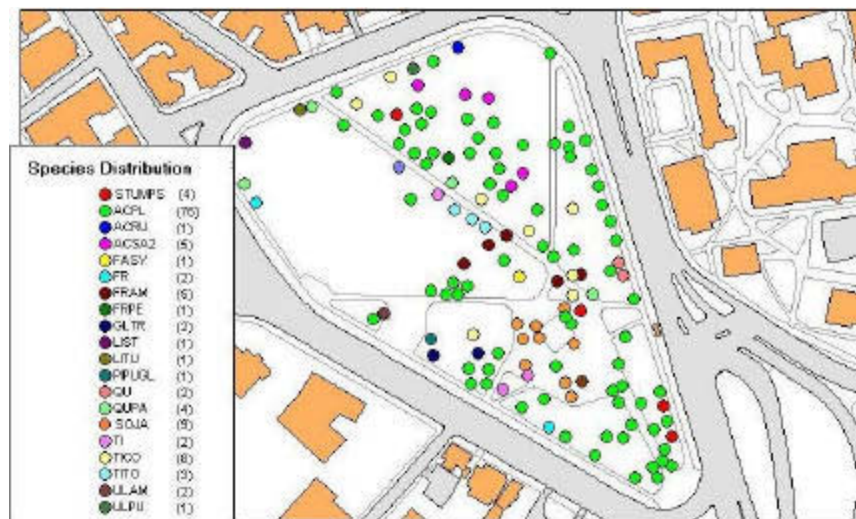 Species Distribution
STUMPS (4)
ACPL (76)
ACRU (1)
ACSA2 (5)
FASY (1)
FR (2)
FRAM (6)
FRPE (1)
GLTR (2)
LIST (1)
LITU (1)
PIPUGL (1)
QU (2)
QUPA (4)
SOJA (9)
TI (2)
TICO (8)
TITO (3)
ULAM (2)
ULPU (1)